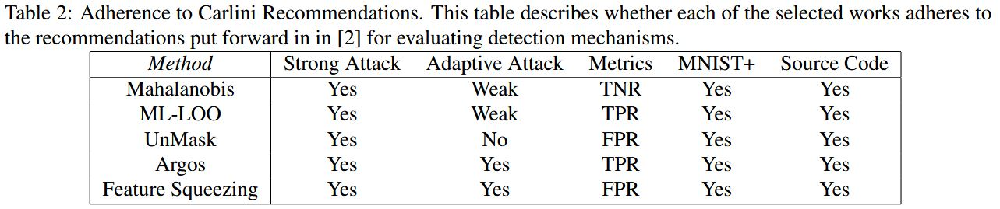 Table 2: Adherence to Carlini Recommendations. This table describes whether each of the selected works adheres to
the recommendations put forward in in [2] for evaluating detection mechanisms.
Method Strong Attack Adaptive Attack Metrics MNIST+ Source Code
Mahalanobis Yes Weak TNR Yes Yes
ML-LOO Yes Weak TPR Yes Yes
UnMask Yes No FPR Yes Yes
Argos Yes Yes TPR Yes Yes
Feature Squeezing Yes Yes FPR Yes Yes